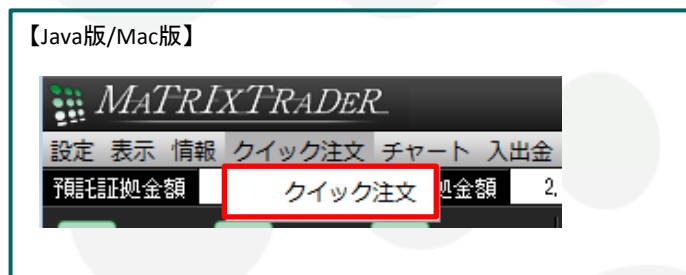 【Java版/Mac版】
MATRIXTRADER
設定 表示 情報 クイック注文 チャート 入出金
預託証拠金額 クイック注文 拠金額 2,